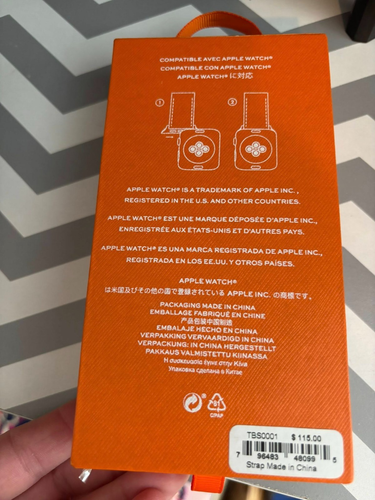 COMPATIBLE AVEC APPLE WATCH®
COMPATIBLE CON APPLE WATCH®
APPLE WATCH® に対応
1 2
APPLE WATCH® IS A TRADEMARK OF APPLE INC.,
REGISTERED IN THE U.S. AND OTHER COUNTRIES.
APPLE WATCH® EST UNE MARQUE DÉPOSÉE D'APPLE INC.,
ENREGISTRÉE AUX ÉTATS-UNIS ET D'AUTRES PAYS.
APPLE WATCH® ES UNA MARCA REGISTRADA DE APPLE INC.,
REGISTRADA EN LOS EE.UU. Y OTROS PAÍSES.
APPLE WATCH®
は米国及びその他の国で登録されている APPLE INC. の商標です.
PACKAGING MADE IN CHINA
EMBALLAGE FABRIQUÉ EN CHINE
产品包装中国制造
EMBALAJE HECHO EN CHINA
VERPAKKING VERVAARDIGD IN CHINA
VERPACKUNG: IN CHINA HERGESTELLT
PAKKAUS VALMISTETTU KIINASSA
Η συσκευασία έγινε στην Κίνα
Упаковка сделана в Китае
21
PAP
TBS0001 $ 115.00
7 96483 48099 5
Strap Made in China